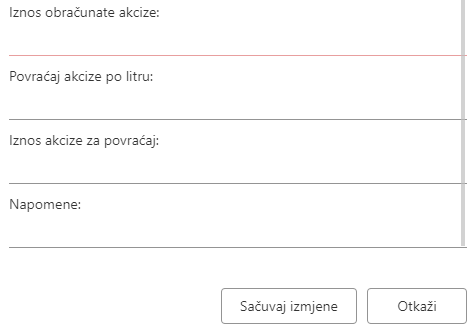 Iznos obračunate akcize:
Povraćaj akcize po litru:
Iznos akcize za povraćaj:
Napomene:
Sačuvaj izmjene
Otkaži